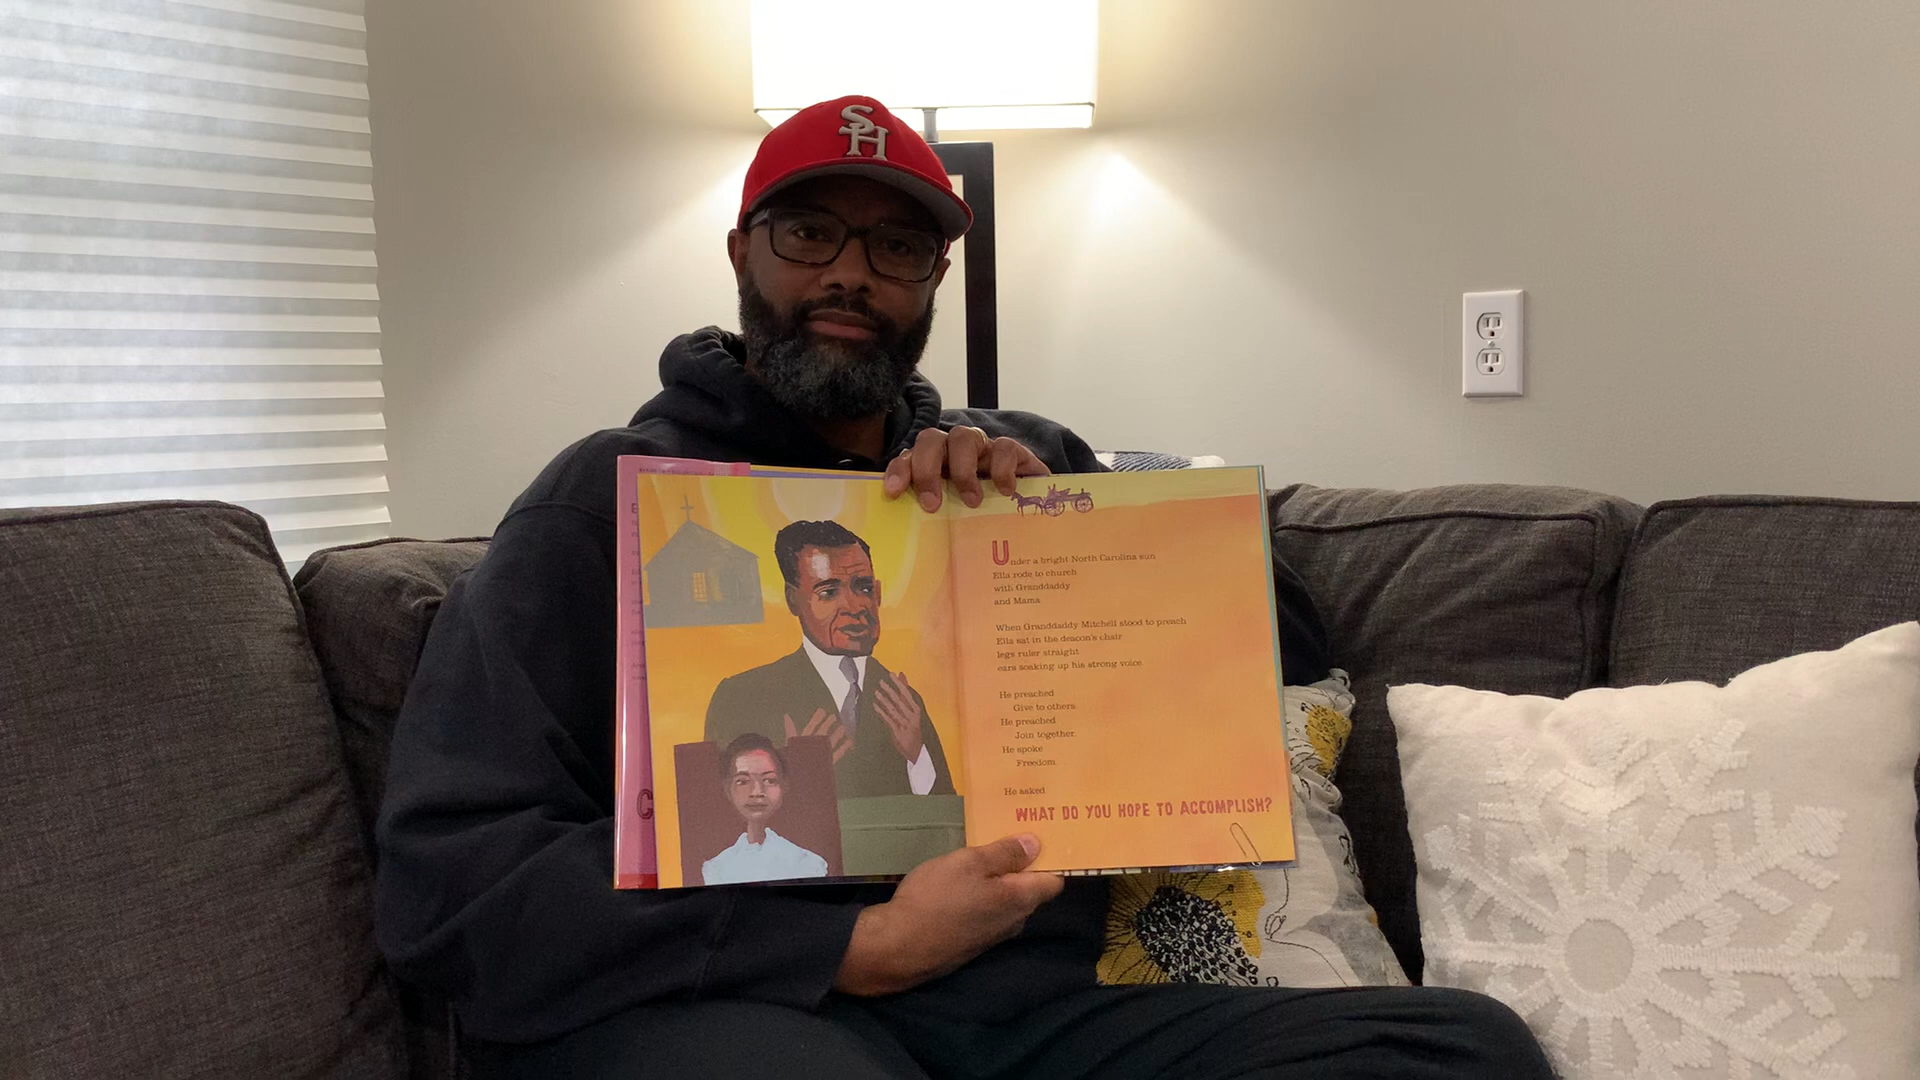 SH
Under a bright North Carolina sun
Ella rode to church
with Granddaddy
and Mama
When Granddaddy Mitchell stood to preach
Ella sat in the deacon's chair
legs ruler straight
ears soaking up his strong voice
He preached
Give to others.
He preached
Join together.
He spoke
Freedom.
He asked
WHAT DO YOU HOPE TO ACCOMPLISH?